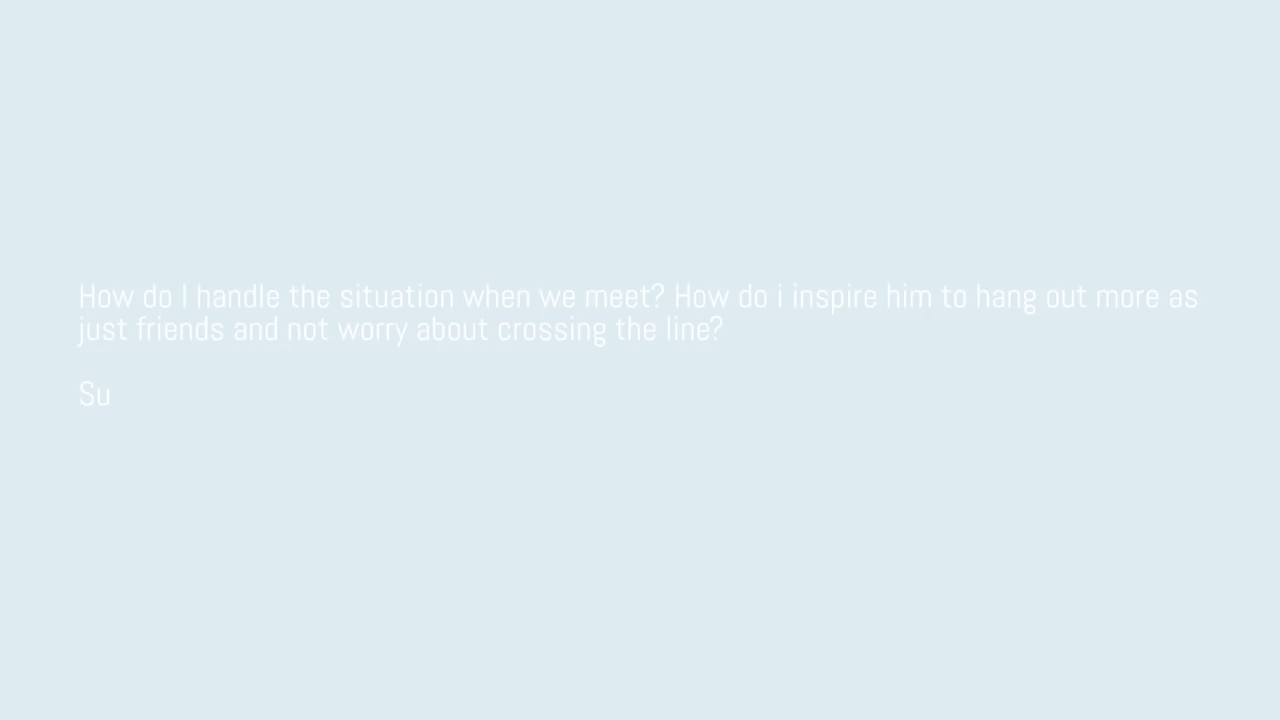 How do I handle the situation when we meet? How do i inspire him to hang out more as
just friends and not worry about crossing the line?
Su